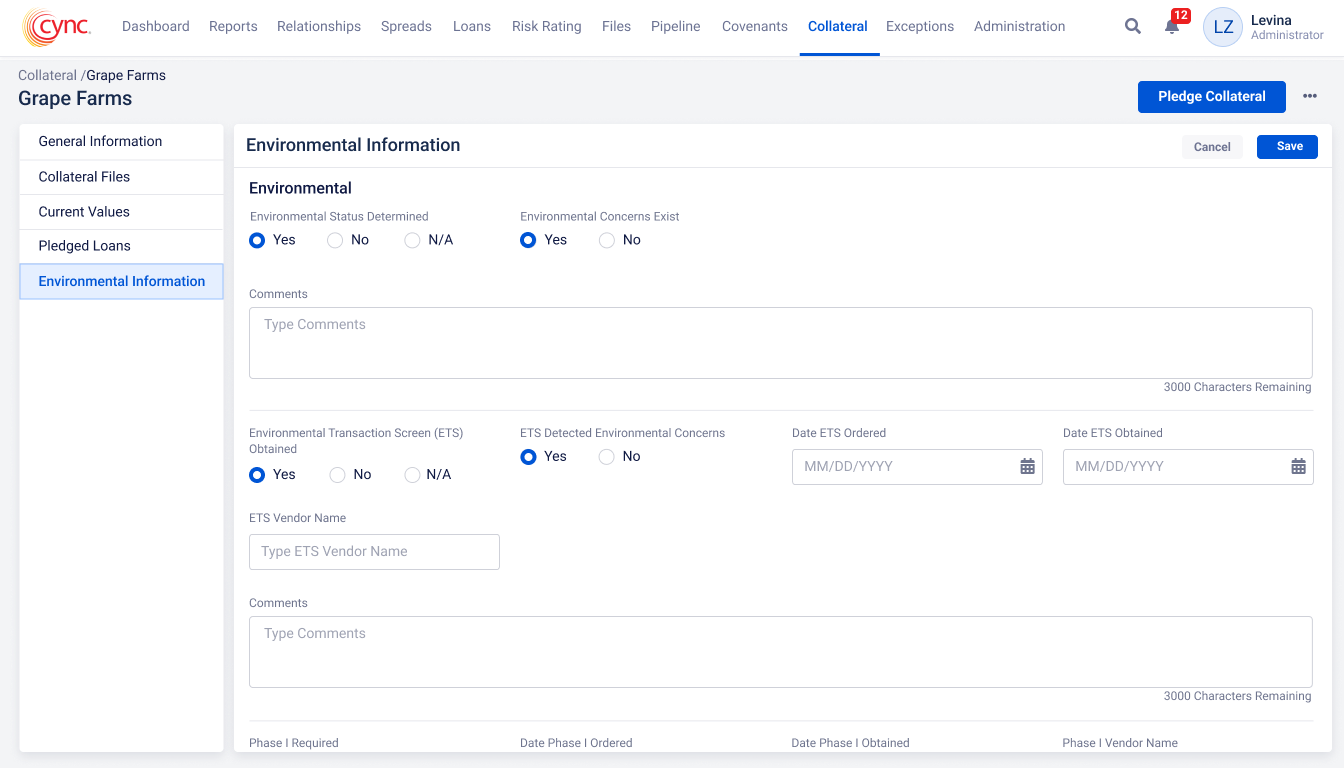 cync
Dashboard Reports Relationships Spreads Loans Risk Rating Files Pipeline Covenants Collateral Exceptions Administration
12
LZ
Levina
Administrator
Collateral /Grape Farms
Grape Farms
Pledge Collateral
General Information
Collateral Files
Current Values
Pledged Loans
Environmental Information
Environmental Information
Cancel Save
Environmental
Environmental Status Determined Environmental Concerns Exist
Yes No N/A Yes No
Comments
Type Comments
3000 Characters Remaining
Environmental Transaction Screen (ETS)
Obtained
Yes No N/A
ETS Detected Environmental Concerns
Yes No
Date ETS Ordered
MM/DD/YYYY
Date ETS Obtained
MM/DD/YYYY
ETS Vendor Name
Type ETS Vendor Name
Comments
Type Comments
3000 Characters Remaining
Phase I Required Date Phase I Ordered Date Phase I Obtained Phase I Vendor Name